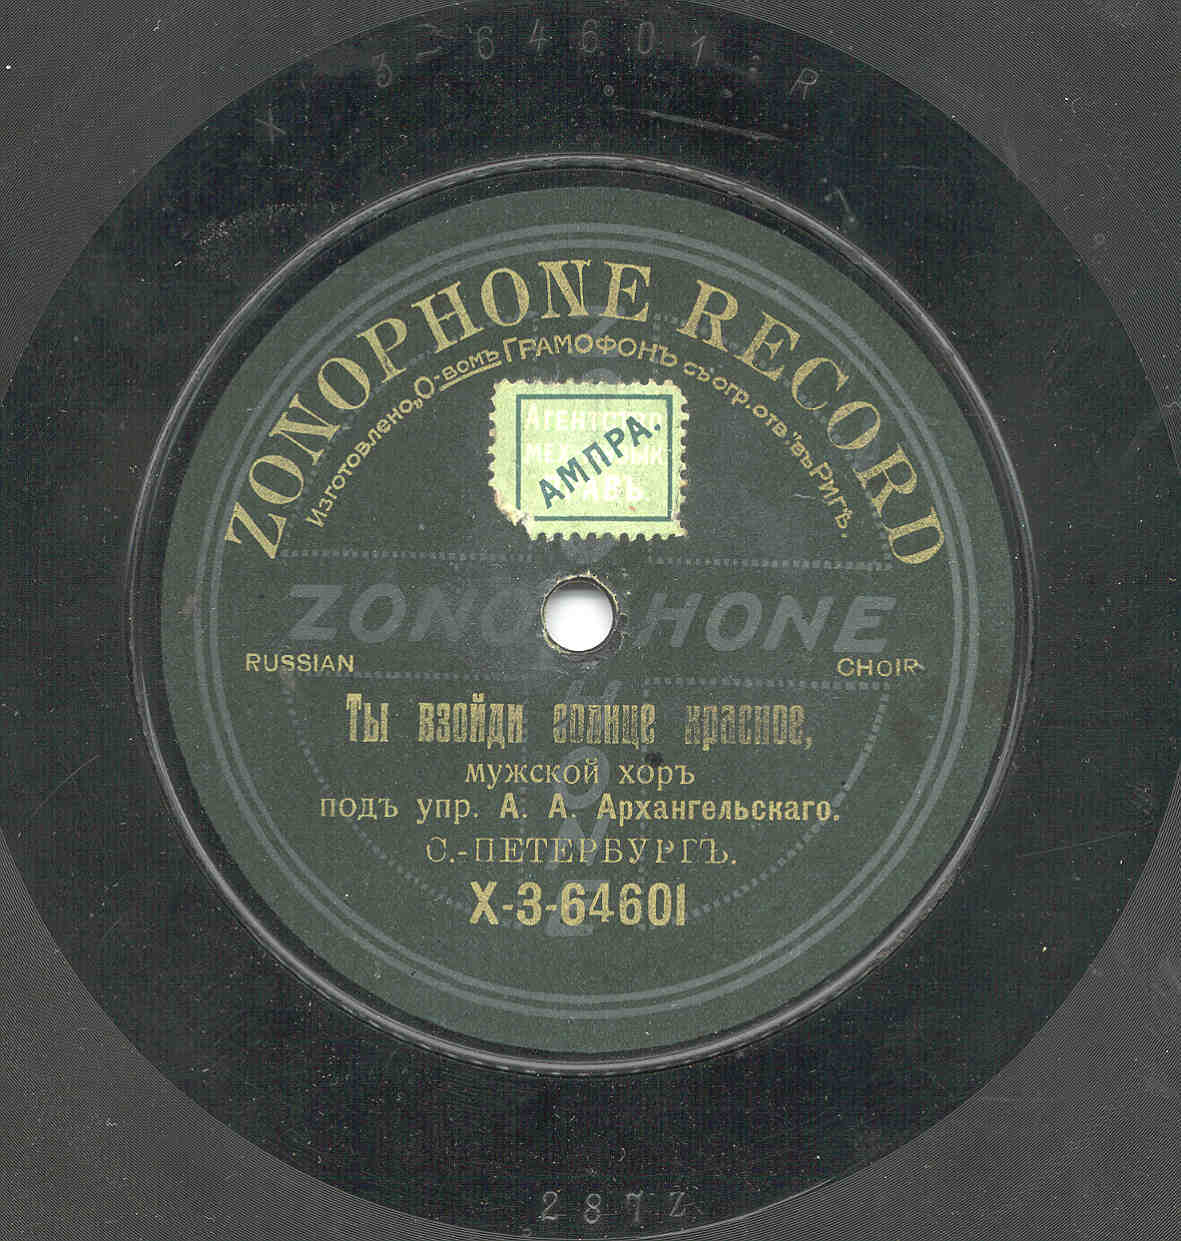 X-3-64601-R
ZONOPHONE RECORD
Изготовлено „О-вомъ ГРАМОФОНЪ съ огр. отв." въ Ригѣ.
АМПРА.
ZONOPHONE
RUSSIAN CHOIR
Ты взойди солнце красное,
мужской хоръ
подъ упр. А. А. Архангельскаго.
С.-ПЕТЕРБУРГЪ.
X-3-64601
287z